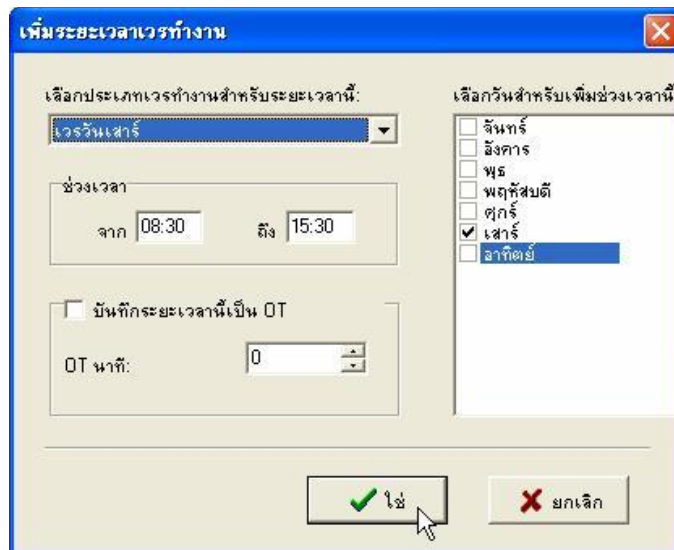 เพิ่มระยะเวลาเวรทำงาน
เลือกประเภทเวรทำงานสำหรับระยะเวลานี้:
เวรวันเสาร์
ช่วงเวลา
จาก 08:30 ถึง 15:30
บันทึกระยะเวลานี้เป็น OT
OT นาที: 0
เลือกวันสำหรับเพิ่มช่วงเวลานี้
จันทร์
อังคาร
พุธ
พฤหัสบดี
ศุกร์
เสาร์
อาทิตย์
ใช่
ยกเลิก